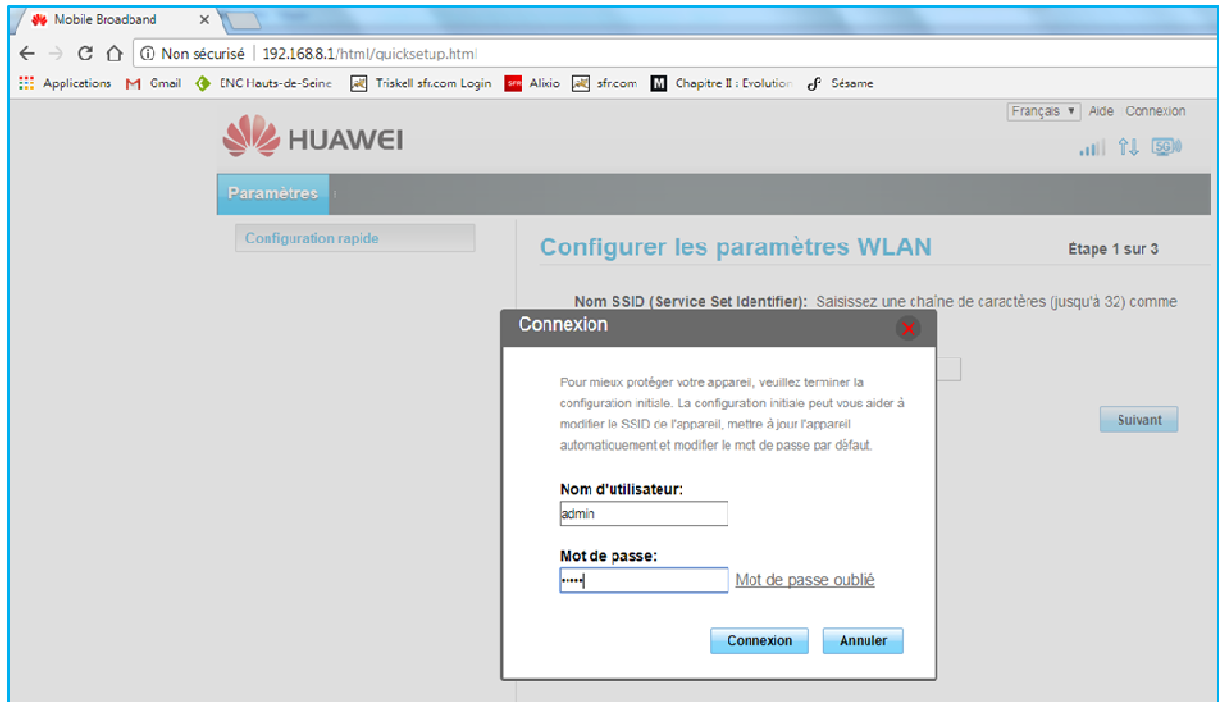 Mobile Broadband
Non sécurisé | 192.168.8.1/html/quicksetup.html
Applications Gmail ENC Hauts-de-Seine Triskell sfr.com Login SFR Alixio sfr.com M Chapitre II : Evolution Sésame
Français Aide Connexion
HUAWEI
5G
Paramètres
Configuration rapide
Configurer les paramètres WLAN
Étape 1 sur 3
Nom SSID (Service Set Identifier): Saisissez une chaîne de caractères (jusqu'à 32) comme
Connexion
Pour mieux protéger votre appareil, veuillez terminer la
configuration initiale. La configuration initiale peut vous aider à
modifier le SSID de l'appareil, mettre à jour l'appareil
automatiquement et modifier le mot de passe par défaut.
Suivant
Nom d'utilisateur:
admin
Mot de passe:
•••••
Mot de passe oublié
Connexion
Annuler